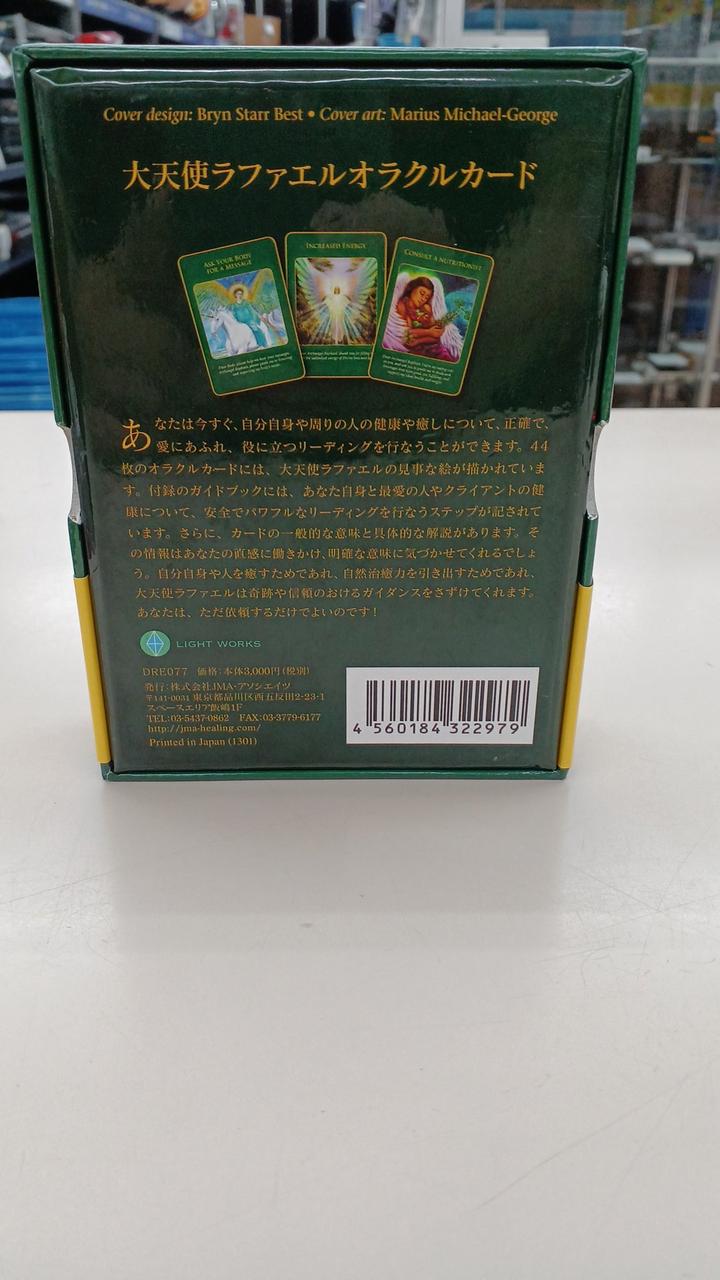 Cover design: Bryn Starr Best • Cover art: Marius Michael-George
大天使ラファエルオラクルカード
ASK YOUR BODY
FOR A MESSAGE
INCREASED ENERGY
CONSULT A NUTRITIONIST
あなたは今すぐ、自分自身や周りの人の健康や癒しについて、正確で、
愛にあふれ、役に立つリーディングを行なうことができます。44
枚のオラクルカードには、大天使ラファエルの見事な絵が描かれていま
す。付録のガイドブックには、あなた自身と最愛の人やクライアントの健
康について、安全でパワフルなリーディングを行なうステップが記されて
います。さらに、カードの一般的な意味と具体的な解説があります。そ
の情報はあなたの直感に働きかけ、明確な意味に気づかせてくれるでしょ
う。自分自身や人を癒すためであれ、自然治癒力を引き出すためであれ、
大天使ラファエルは奇跡や信頼のおけるガイダンスをさずけてくれます。
あなたは、ただ依頼するだけでよいのです！
LIGHT WORKS
DRE077 価格：本体3,000円（税別）
発行：株式会社JMA・アソシエイツ
〒141-0031 東京都品川区西五反田2-23-1
スペースエリア飯嶋1F
TEL:03-5437-0862 FAX:03-3779-6177
http://jma-healing.com/
Printed in Japan (1301)
4 560184 322979